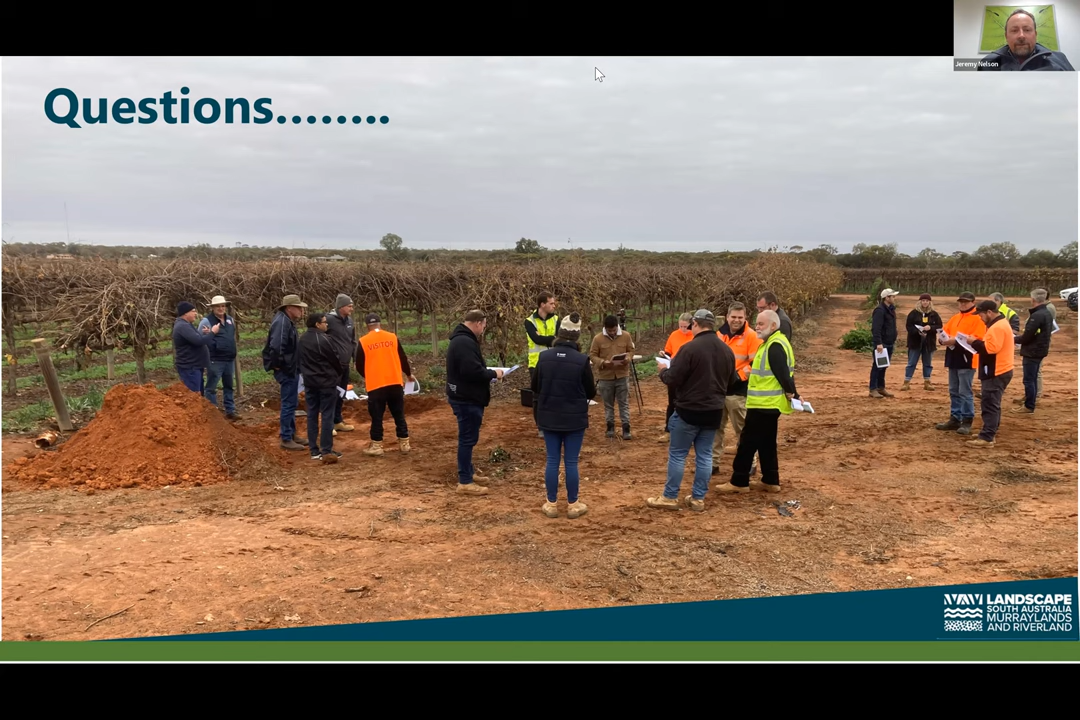 Jeremy Nelson
Questions........
VISITOR
LANDSCAPE
SOUTH AUSTRALIA
MURRAYLANDS
AND RIVERLAND